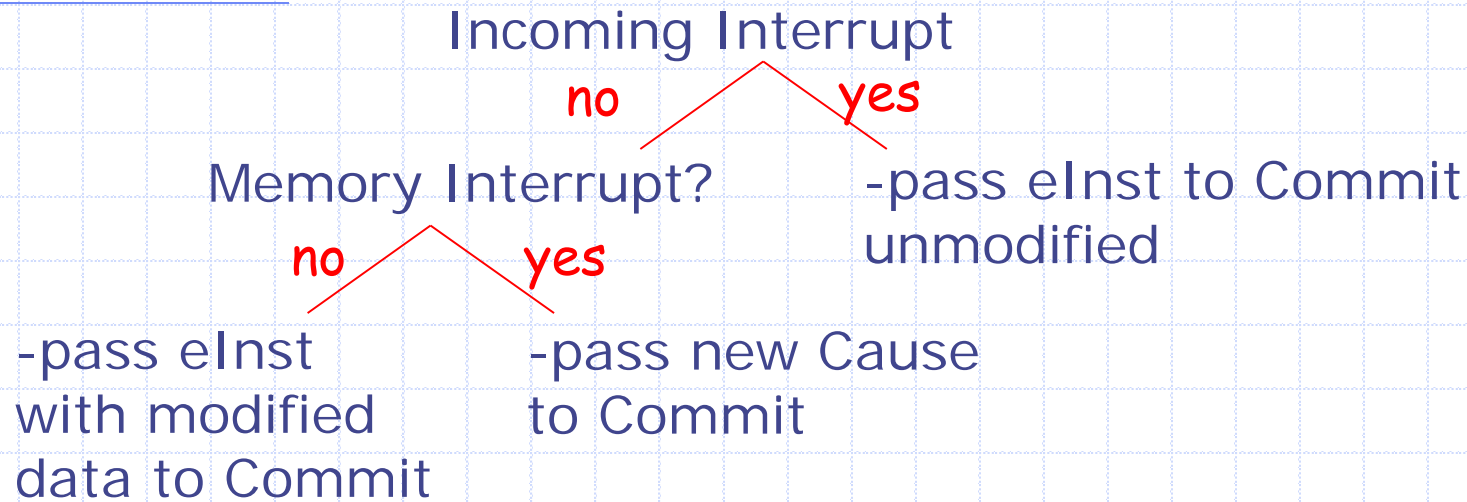 Incoming Interrupt
no
yes
Memory Interrupt?
-pass eInst to Commit
unmodified
no
yes
-pass eInst
with modified
data to Commit
-pass new Cause
to Commit